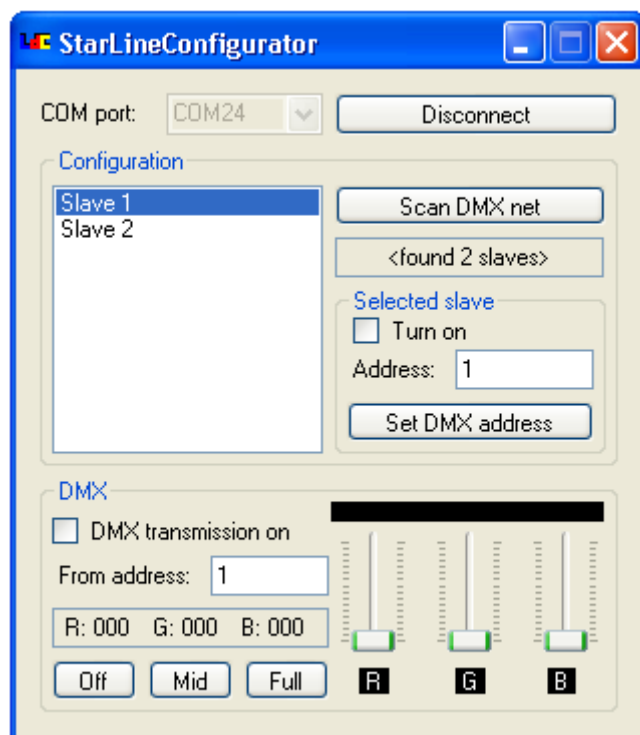 LDC StarLineConfigurator
COM port: COM24 Disconnect
Configuration
Slave 1
Slave 2
Scan DMX net
<found 2 slaves>
Selected slave
Turn on
Address: 1
Set DMX address
DMX
DMX transmission on
From address: 1
R: 000 G: 000 B: 000
Off Mid Full
R G B